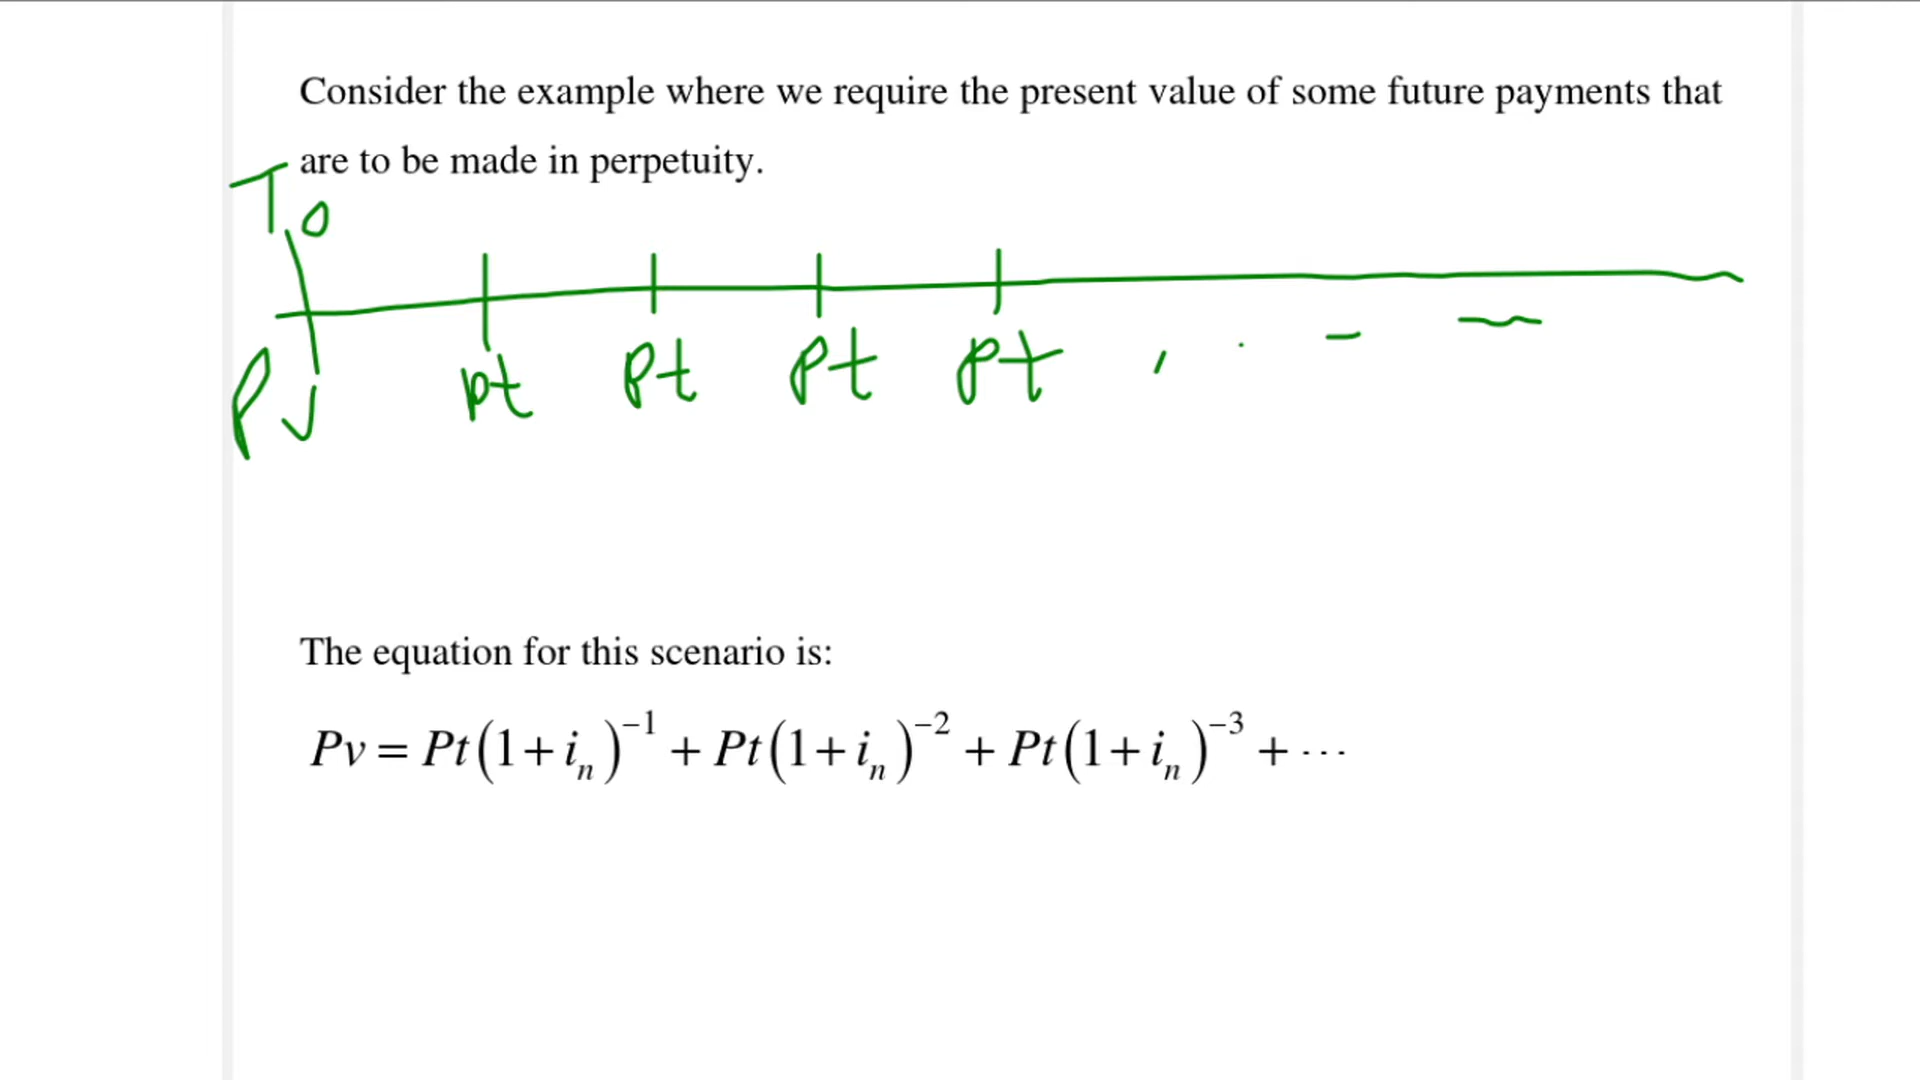 Consider the example where we require the present value of some future payments that
are to be made in perpetuity.
T0
Pv pt Pt Pt Pt
The equation for this scenario is:
Pv = Pt(1+iₙ)⁻¹ + Pt(1+iₙ)⁻² + Pt(1+iₙ)⁻³ + ⋯